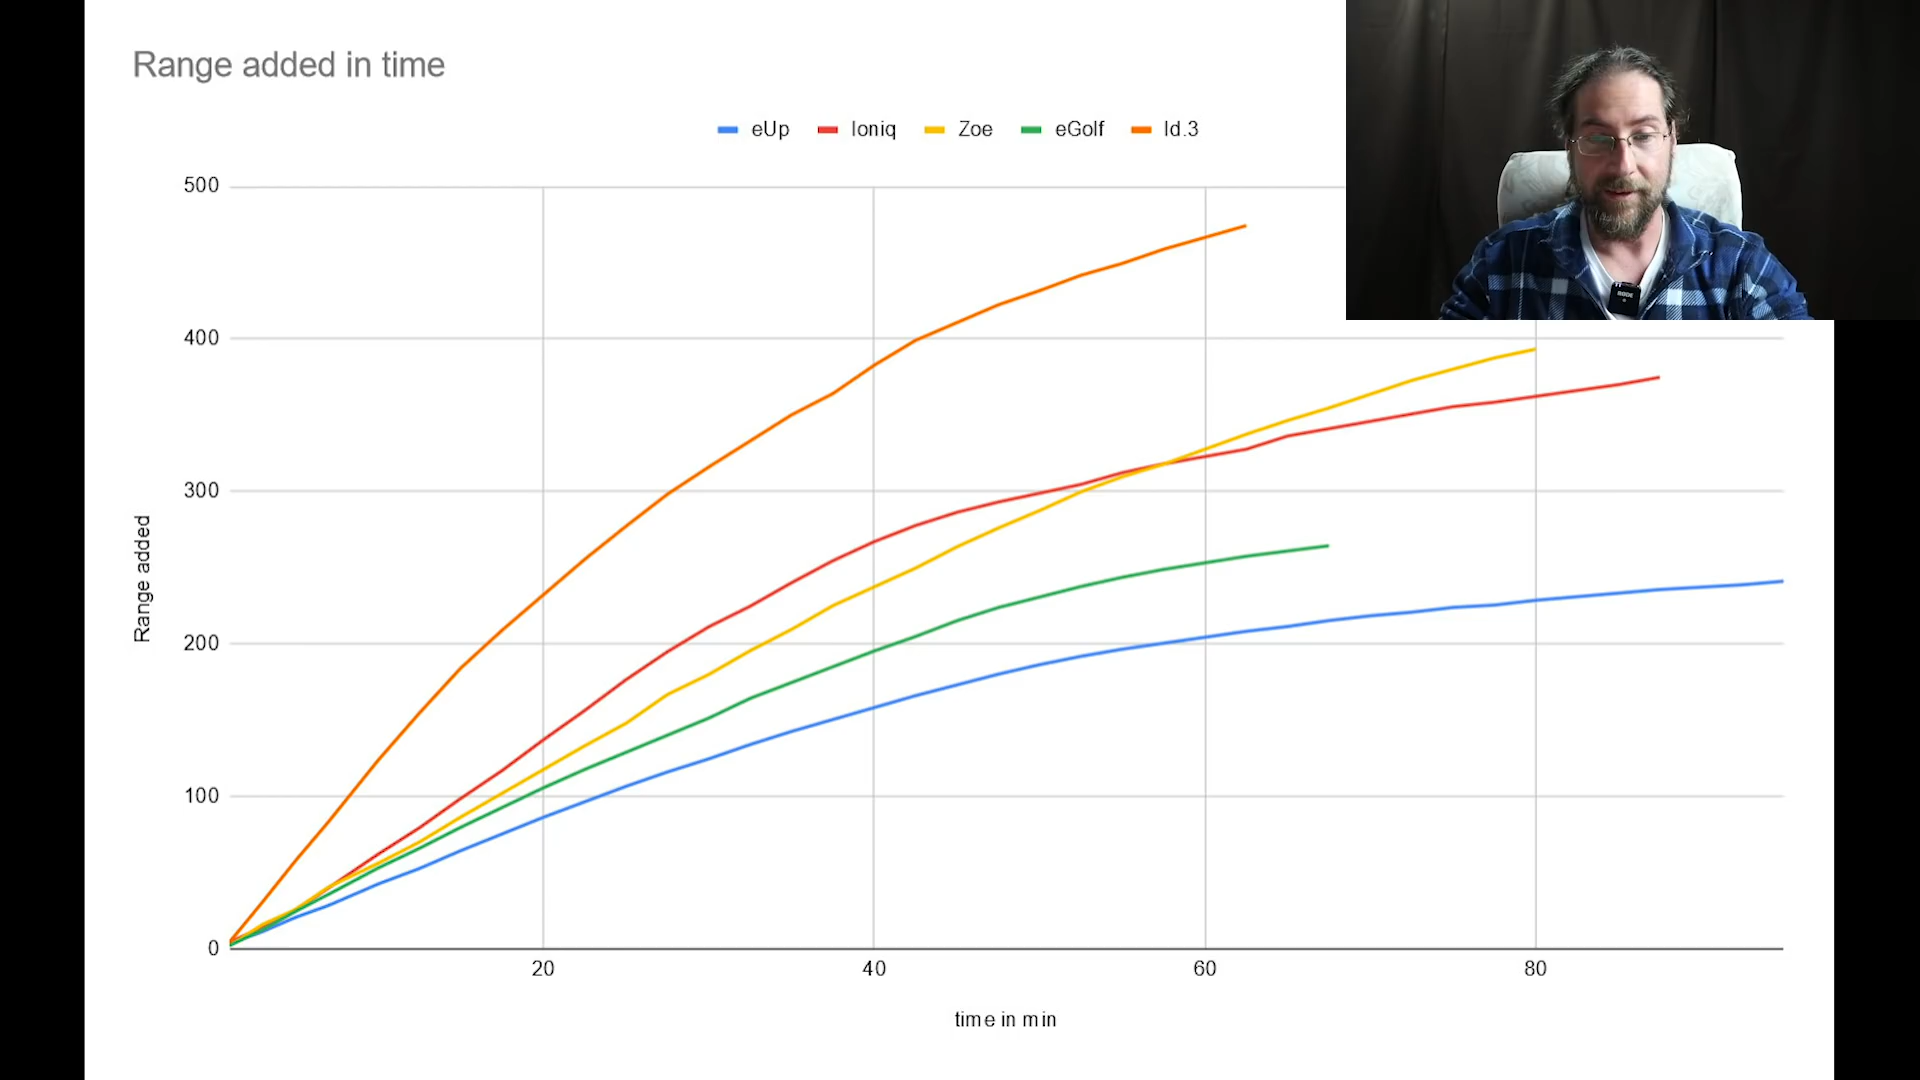 Range added in time
eUp Ioniq Zoe eGolf Id.3
500
400
300
200
100
0
Range added
20 40 60 80
time in min
RODE